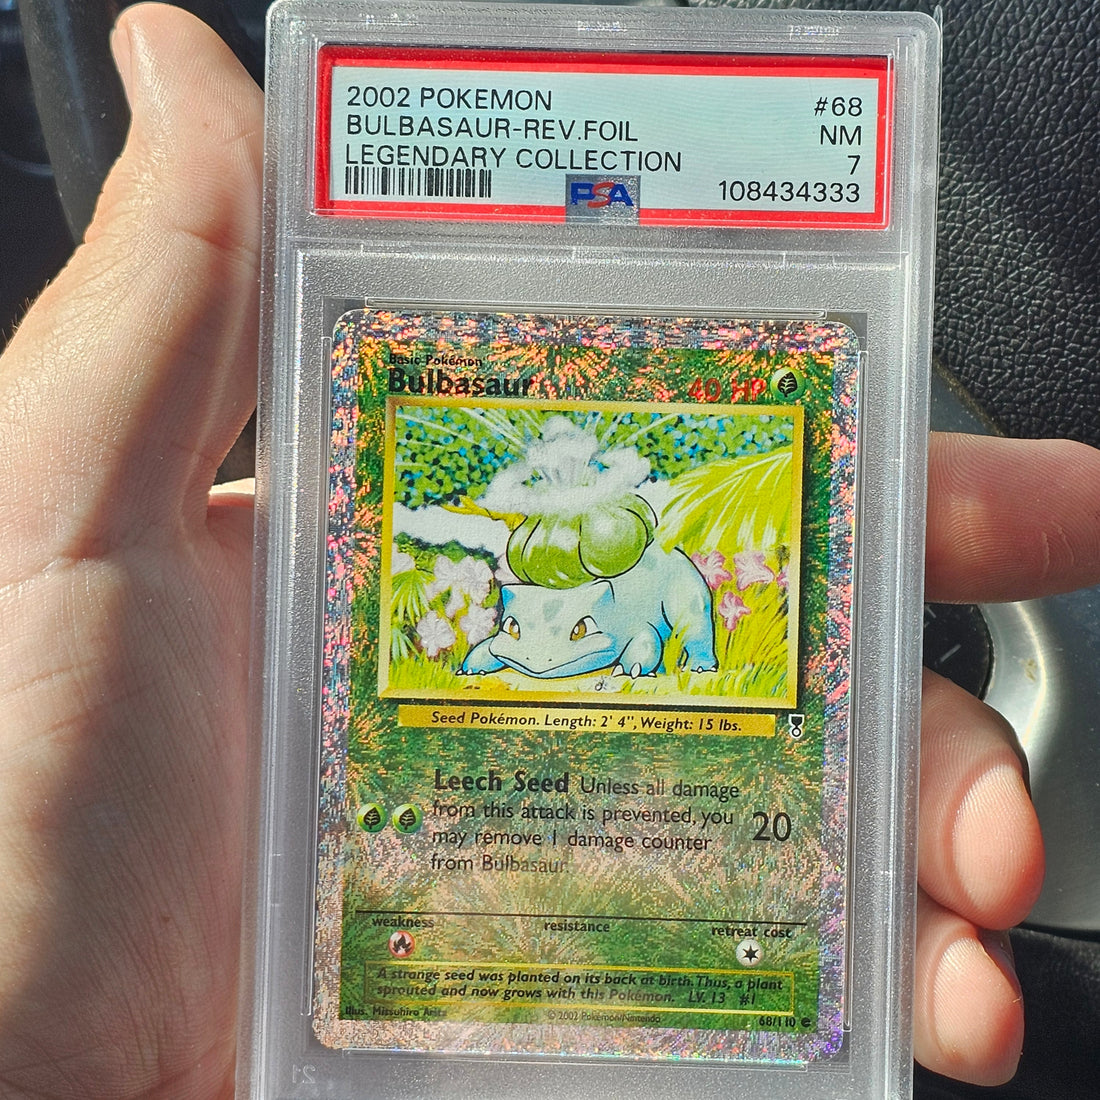 2002 POKEMON #68
BULBASAUR-REV.FOIL NM
LEGENDARY COLLECTION 7
PSA 108434333
Basic Pokémon
Bulbasaur 40 HP
Seed Pokémon. Length: 2' 4", Weight: 15 lbs.
Leech Seed Unless all damage
from this attack is prevented, you
may remove 1 damage counter
from Bulbasaur.
20
weakness resistance retreat cost
A strange seed was planted on its back at birth. Thus, a plant
sprouted and now grows with this Pokémon. LV. 13 #1
Illus. Mitsuhiro Arita © 2002 Pokémon/Nintendo 68/110